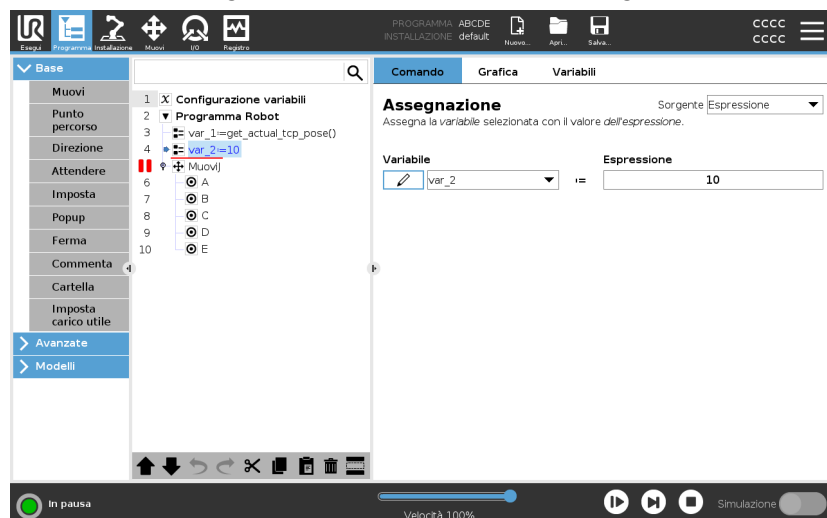 UR
PROGRAMMA ABCDE
INSTALLAZIONE default
CCCC
CCCC
Esegui Programma Installazione Muovi I/O Registro Nuovo... Apri... Salva...
Base
Muovi
Punto
percorso
Direzione
Attendere
Imposta
Popup
Ferma
Commenta
Cartella
Imposta
carico utile
Avanzate
Modelli
1 X Configurazione variabili
2 Programma Robot
3 var_1≔get_actual_tcp_pose()
4 var_2≔10
MuoviJ
6 A
7 B
8 C
9 D
10 E
Comando Grafica Variabili
Assegnazione
Sorgente Espressione
Assegna la variabile selezionata con il valore dell'espressione.
Variabile Espressione
var_2 ≔ 10
In pausa
Velocità 100%
Simulazione